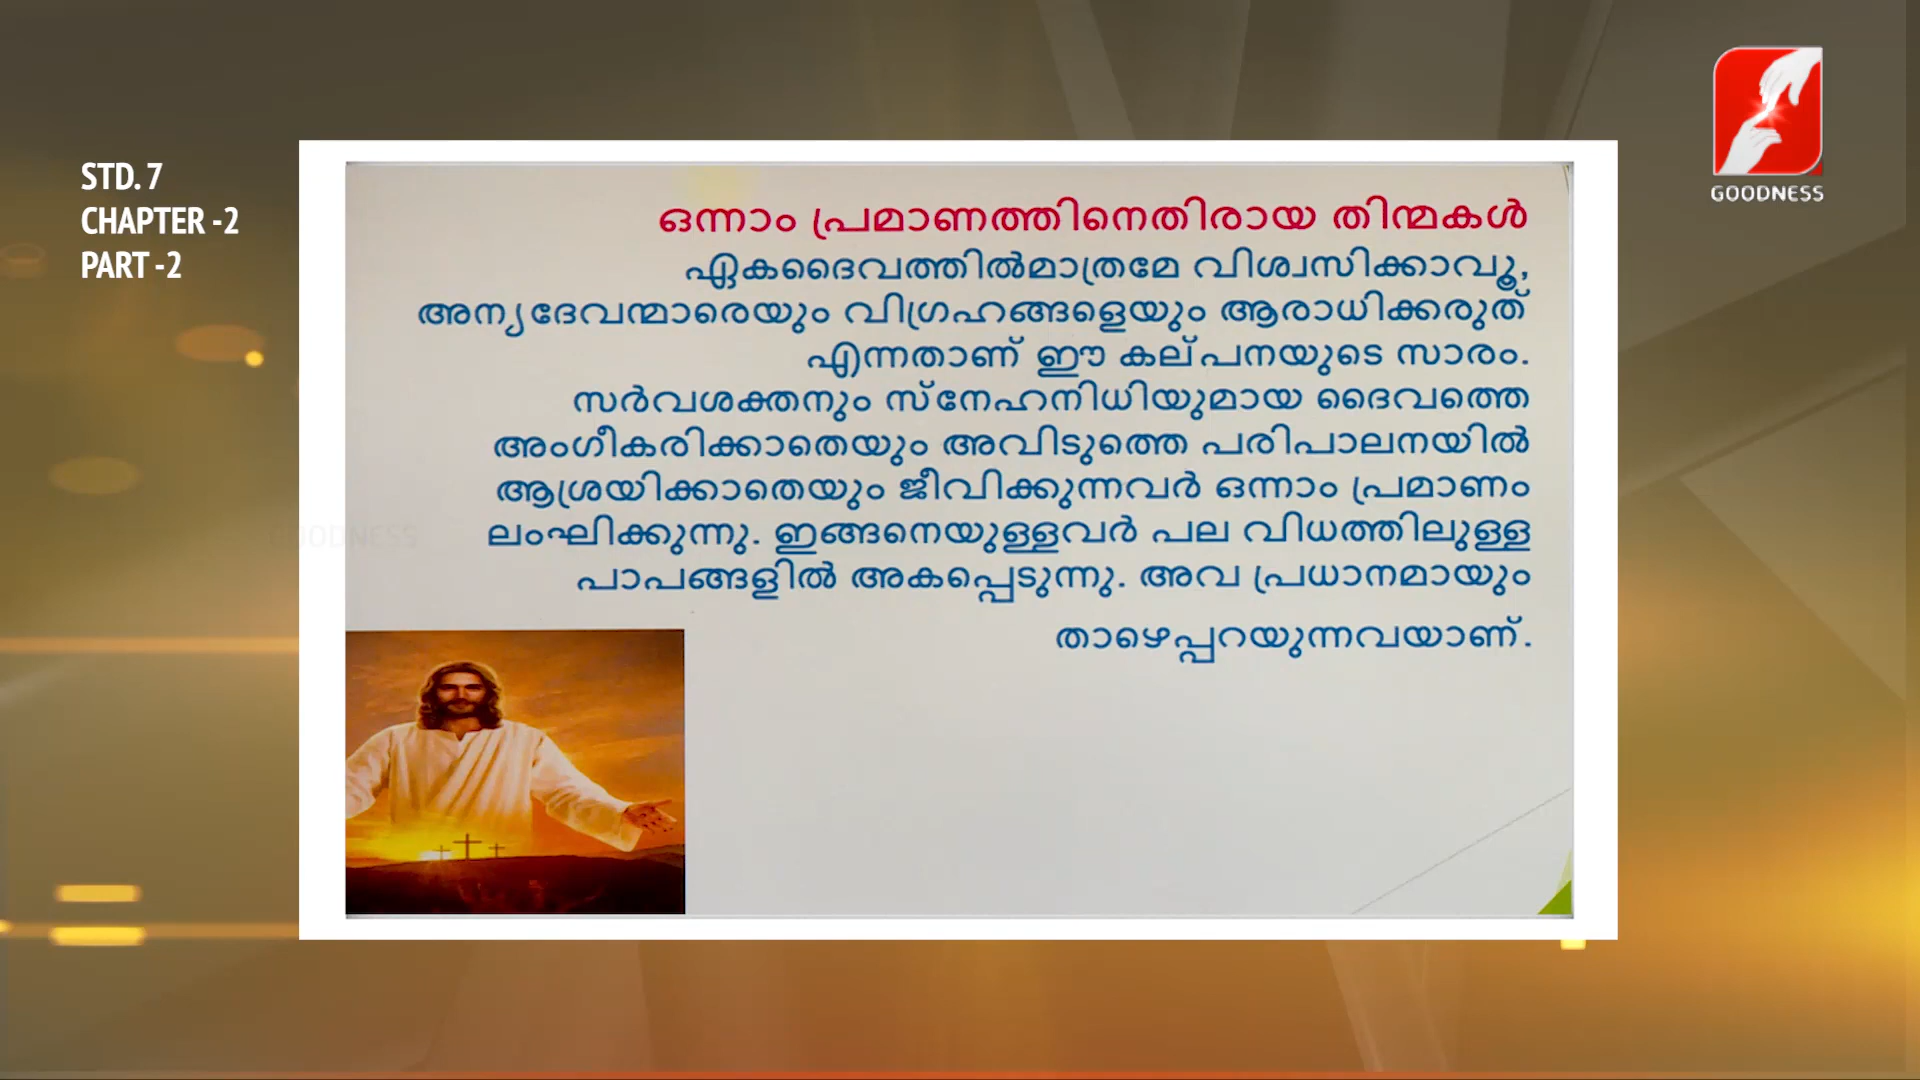 STD. 7
CHAPTER -2
PART -2
GOODNESS
ഒന്നാം പ്രമാണത്തിനെതിരായ തിന്മകൾ
ഏകദൈവത്തിൽമാത്രമേ വിശ്വസിക്കാവൂ,
അന്യദേവന്മാരെയും വിഗ്രഹങ്ങളെയും ആരാധിക്കരുത്
എന്നതാണ് ഈ കല്പനയുടെ സാരം.
സർവശക്തനും സ്നേഹനിധിയുമായ ദൈവത്തെ
അംഗീകരിക്കാതെയും അവിടുത്തെ പരിപാലനയിൽ
ആശ്രയിക്കാതെയും ജീവിക്കുന്നവർ ഒന്നാം പ്രമാണം
ലംഘിക്കുന്നു. ഇങ്ങനെയുള്ളവർ പല വിധത്തിലുള്ള
പാപങ്ങളിൽ അകപ്പെടുന്നു. അവ പ്രധാനമായും
താഴെപ്പറയുന്നവയാണ്.
GOODNESS